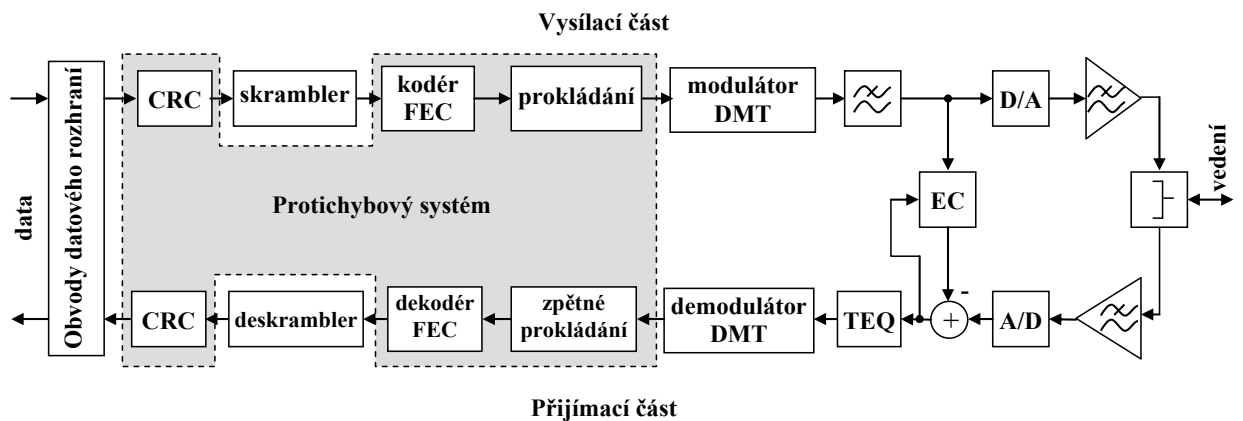 Vysílací část
data
Obvody datového rozhraní
CRC
skrambler
kodér
FEC
prokládání
modulátor
DMT
D/A
vedení
Protichybový systém
EC
-
CRC
deskrambler
dekodér
FEC
zpětné
prokládání
demodulátor
DMT
TEQ
+
A/D
Přijímací část